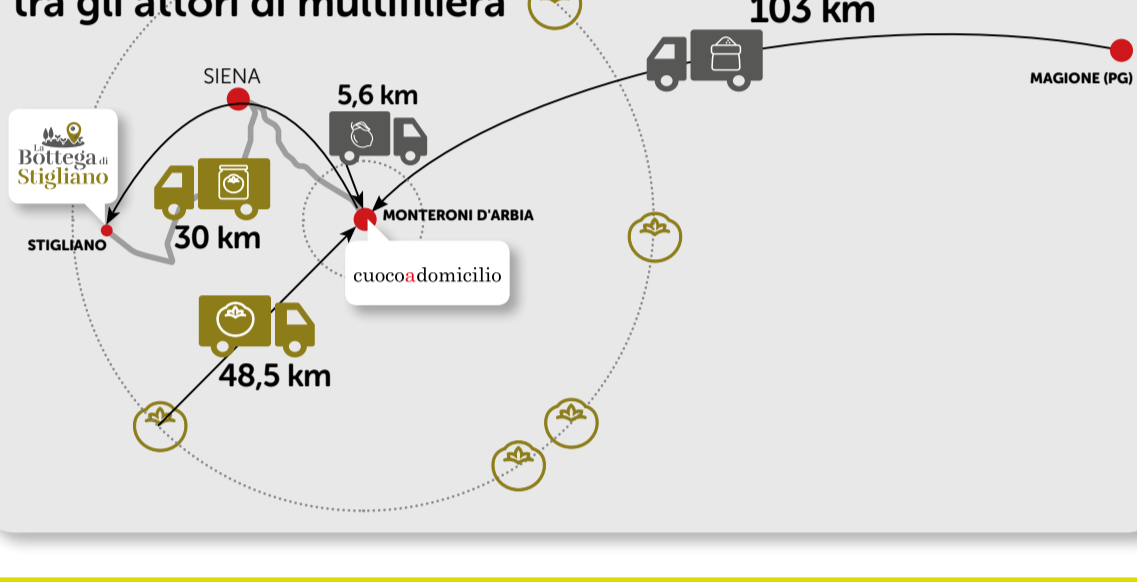 tra gli attori di multifiliera
103 km
MAGIONE (PG)
SIENA
5,6 km
La
Bottega di
Stigliano
STIGLIANO
30 km
MONTERONI D'ARBIA
cuocoadomicilio
48,5 km